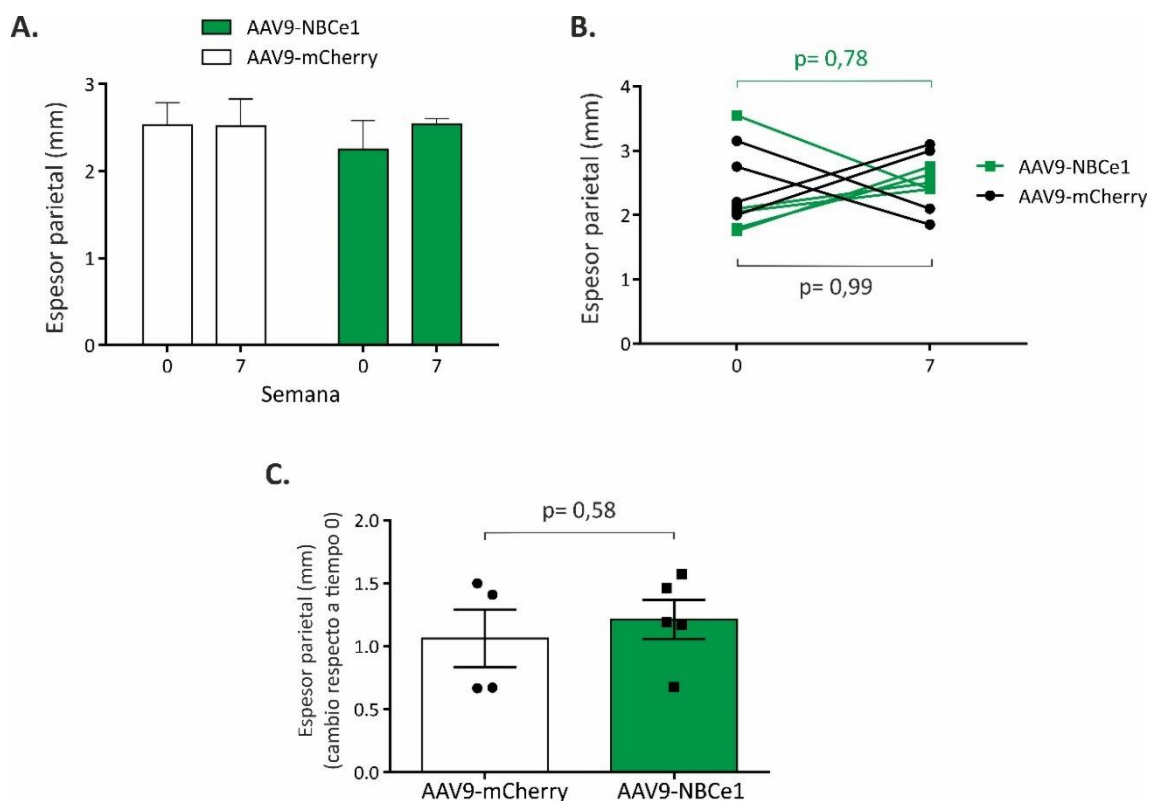 A.
AAV9-NBCe1
AAV9-mCherry
Espesor parietal (mm)
3
2
1
0
0 7 0 7
Semana
B.
p= 0,78
Espesor parietal (mm)
4
3
2
1
0
0 7
p= 0,99
AAV9-NBCe1
AAV9-mCherry
C.
p= 0,58
Espesor parietal (mm)
(cambio respecto a tiempo 0)
2.0
1.5
1.0
0.5
0.0
AAV9-mCherry AAV9-NBCe1